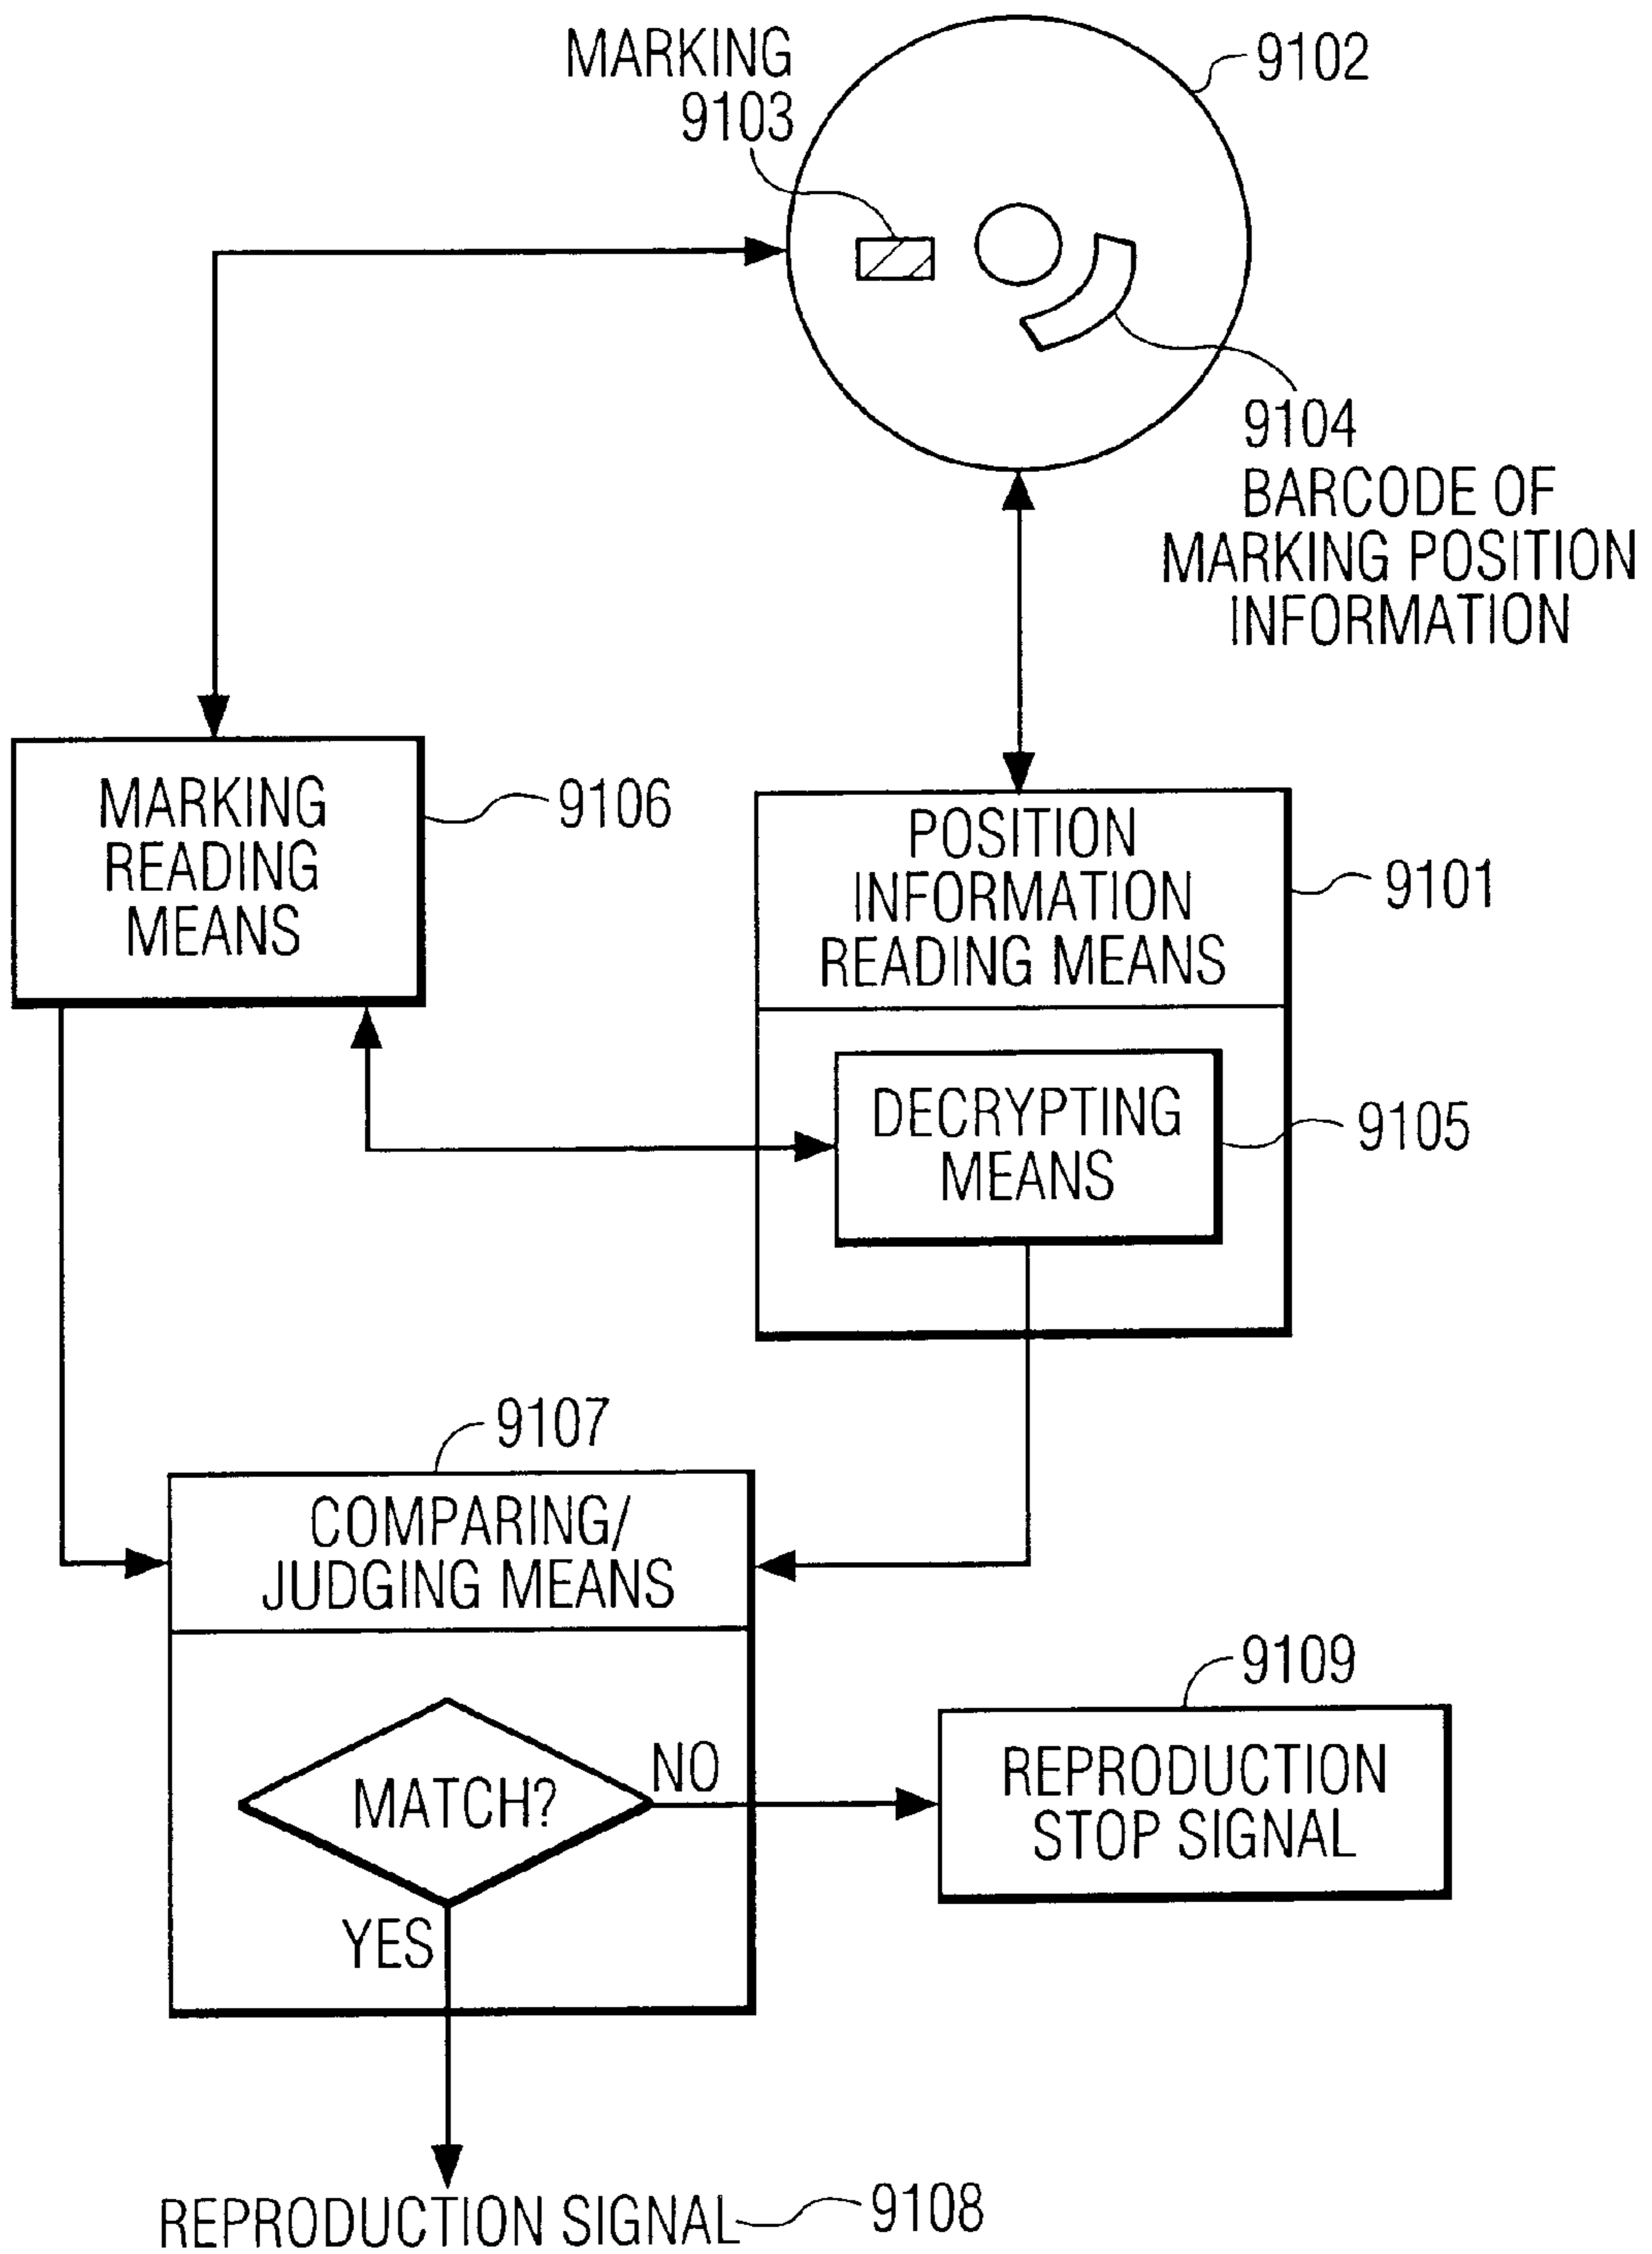 MARKING
9103
9102
9104
BARCODE OF
MARKING POSITION
INFORMATION
MARKING
READING
MEANS
9106
POSITION
INFORMATION
READING MEANS
9101
DECRYPTING
MEANS
9105
9107
COMPARING/
JUDGING MEANS
MATCH?
NO
YES
9109
REPRODUCTION
STOP SIGNAL
REPRODUCTION SIGNAL
9108